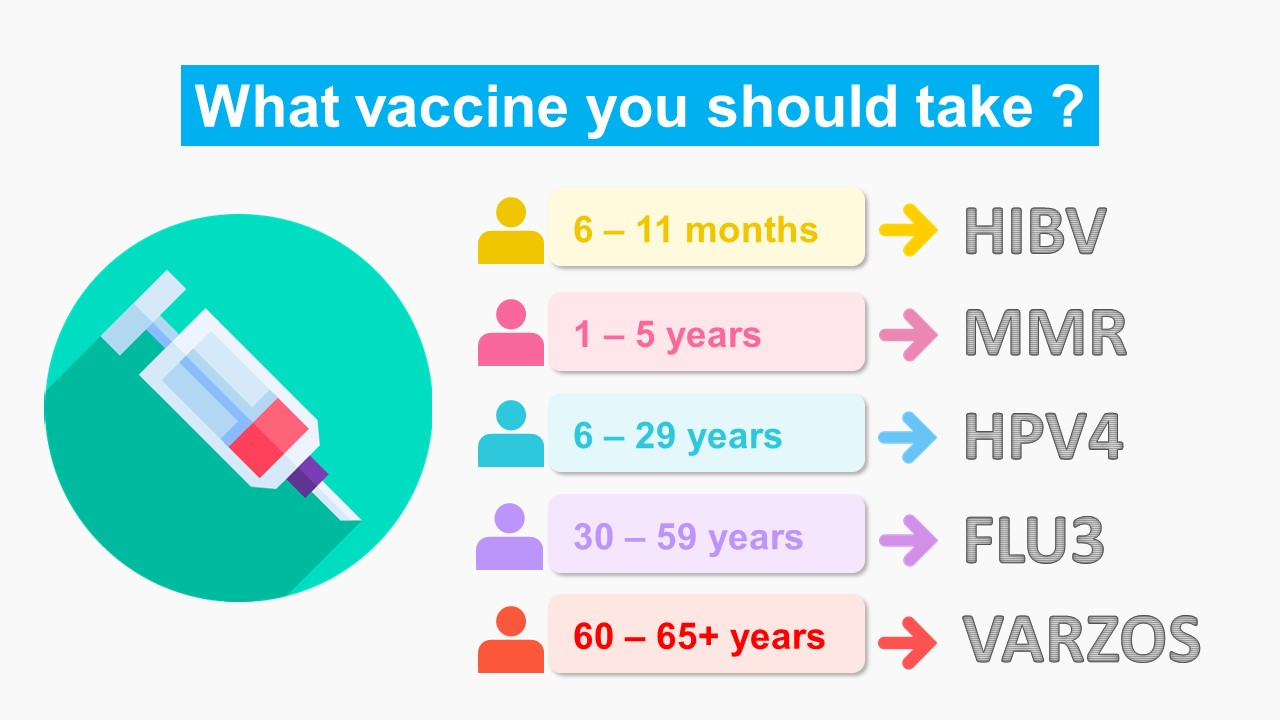 What vaccine you should take ?
6 – 11 months HIBV
1 – 5 years MMR
6 – 29 years HPV4
30 – 59 years FLU3
60 – 65+ years VARZOS